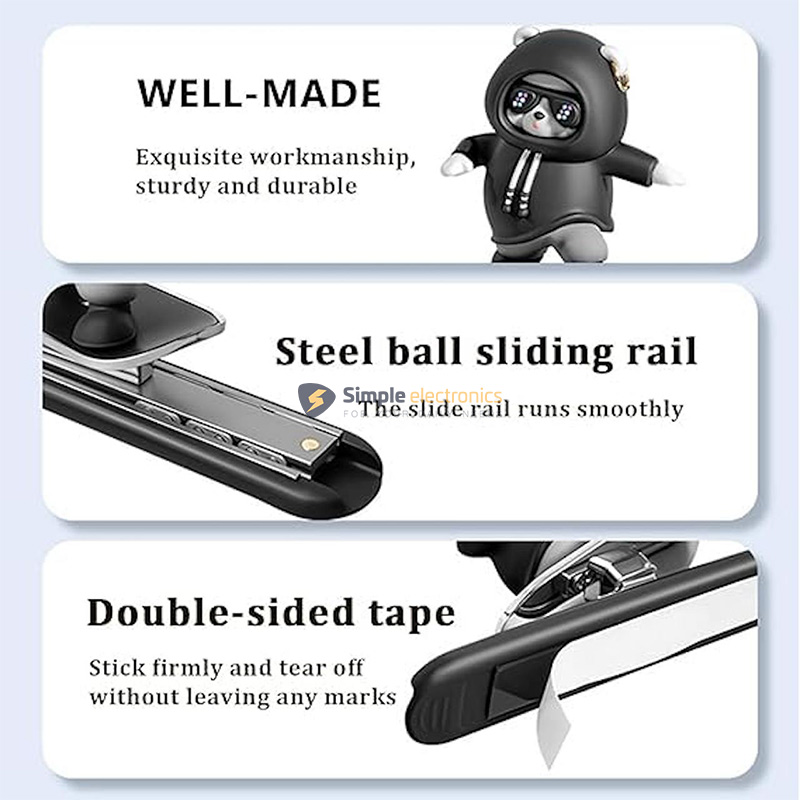 WELL-MADE
Exquisite workmanship,
sturdy and durable
Steel ball sliding rail
Simple electronics
The slide rail runs smoothly
Double-sided tape
Stick firmly and tear off
without leaving any marks